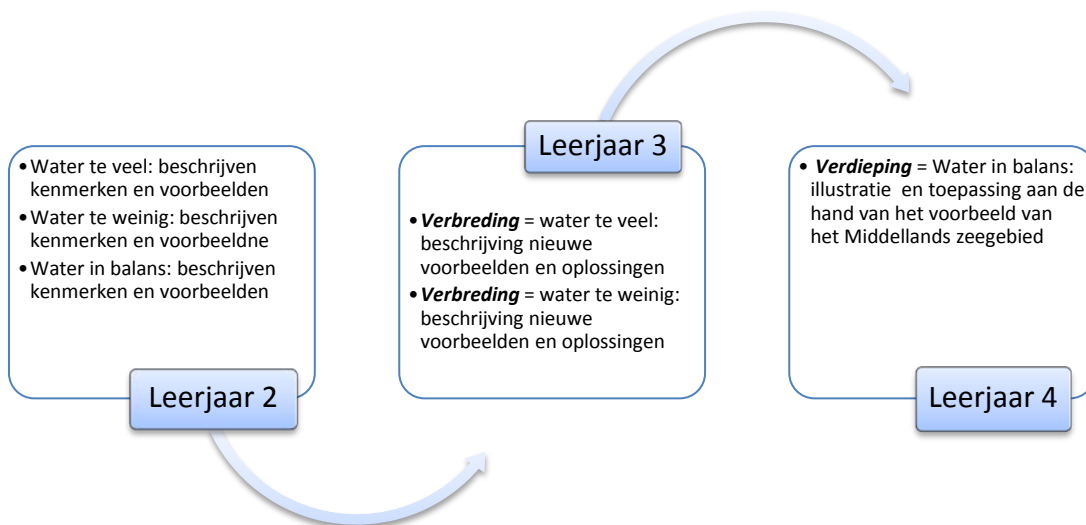 •Water te veel: beschrijven
kenmerken en voorbeelden
•Water te weinig: beschrijven
kenmerken en voorbeeldne
•Water in balans: beschrijven
kenmerken en voorbeelden
Leerjaar 2
Leerjaar 3
•Verbreding = water te veel:
beschrijving nieuwe
voorbeelden en oplossingen
•Verbreding = water te weinig:
beschrijving nieuwe
voorbeelden en oplossingen
• Verdieping = Water in balans:
illustratie en toepassing aan de
hand van het voorbeeld van
het Middellands zeegebied
Leerjaar 4